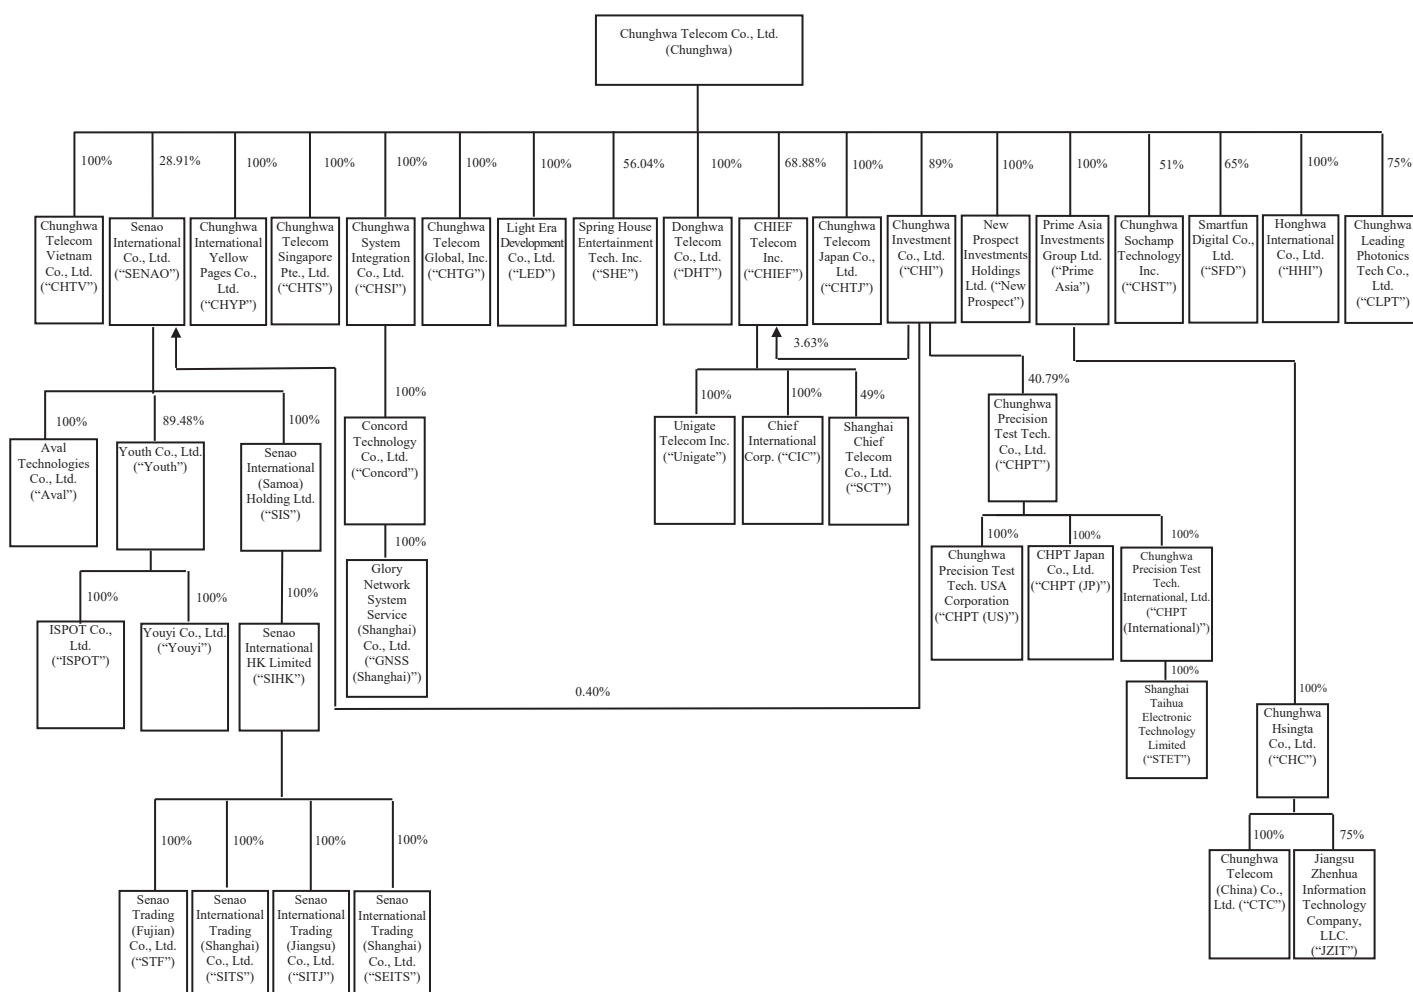 Chunghwa Telecom Co., Ltd.
(Chunghwa)
100%
28.91%
100%
100%
100%
100%
100%
56.04%
100%
68.88%
100%
89%
100%
100%
51%
65%
100%
75%
Chunghwa
Telecom
Vietnam
Co., Ltd.
(“CHTV”)
Senao
International
Co., Ltd.
(“SENAO”)
Chunghwa
International
Yellow
Pages Co.,
Ltd.
(“CHYP”)
Chunghwa
Telecom
Singapore
Pte., Ltd.
(“CHTS”)
Chunghwa
System
Integration
Co., Ltd.
(“CHSI”)
Chunghwa
Telecom
Global, Inc.
(“CHTG”)
Light Era
Development
Co., Ltd.
(“LED”)
Spring House
Entertainment
Tech. Inc.
(“SHE”)
Donghwa
Telecom
Co., Ltd.
(“DHT”)
CHIEF
Telecom
Inc.
(“CHIEF”)
Chunghwa
Telecom
Japan Co.,
Ltd.
(“CHTJ”)
Chunghwa
Investment
Co., Ltd.
(“CHI”)
New
Prospect
Investments
Holdings
Ltd. (“New
Prospect”)
Prime Asia
Investments
Group Ltd.
(“Prime
Asia”)
Chunghwa
Sochamp
Technology
Inc.
(“CHST”)
Smartfun
Digital Co.,
Ltd.
(“SFD”)
Honghwa
International
Co., Ltd.
(“HHI”)
Chunghwa
Leading
Photonics
Tech Co.,
Ltd.
(“CLPT”)
3.63%
100%
89.48%
100%
100%
100%
100%
49%
40.79%
Aval
Technologies
Co., Ltd.
(“Aval”)
Youth Co., Ltd.
(“Youth”)
Senao
International
(Samoa)
Holding Ltd.
(“SIS”)
Concord
Technology
Co., Ltd.
(“Concord”)
Unigate
Telecom Inc.
(“Unigate”)
Chief
International
Corp. (“CIC”)
Shanghai
Chief
Telecom
Co., Ltd.
(“SCT”)
Chunghwa
Precision
Test Tech.
Co., Ltd.
(“CHPT”)
100%
100%
100%
100%
100%
100%
100%
ISPOT Co.,
Ltd.
(“ISPOT”)
Youyi Co., Ltd.
(“Youyi”)
Senao
International
HK Limited
(“SIHK”)
Glory
Network
System
Service
(Shanghai)
Co., Ltd.
(“GNSS
(Shanghai)”)
Chunghwa
Precision Test
Tech. USA
Corporation
(“CHPT (US)”)
CHPT Japan
Co., Ltd.
(“CHPT (JP)”)
Chunghwa
Precision Test
Tech.
International, Ltd.
(“CHPT
(International)”)
0.40%
100%
100%
Shanghai
Taihua
Electronic
Technology
Limited
(“STET”)
Chunghwa
Hsingta
Co., Ltd.
(“CHC”)
100%
100%
100%
100%
100%
75%
Senao
Trading
(Fujian)
Co., Ltd.
(“STF”)
Senao
International
Trading
(Shanghai)
Co., Ltd.
(“SITS”)
Senao
International
Trading
(Jiangsu)
Co., Ltd.
(“SITJ”)
Senao
International
Trading
(Shanghai)
Co., Ltd.
(“SEITS”)
Chunghwa
Telecom
(China) Co.,
Ltd. (“CTC”)
Jiangsu
Zhenhua
Information
Technology
Company,
LLC.
(“JZIT”)